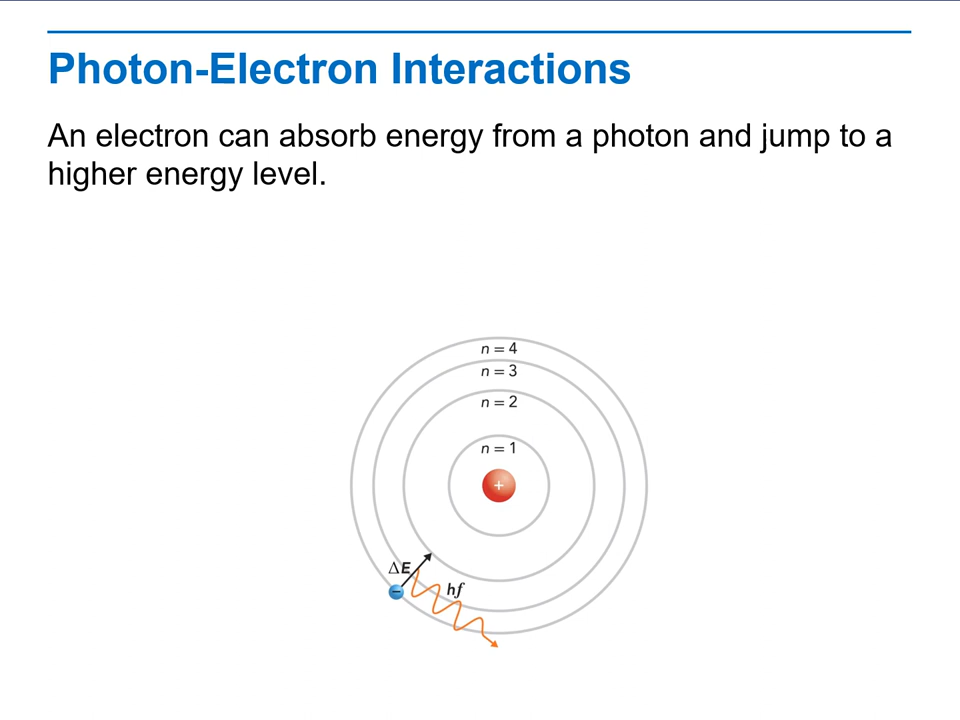 Photon-Electron Interactions
An electron can absorb energy from a photon and jump to a
higher energy level.
n = 4
n = 3
n = 2
n = 1
+
ΔE
−
hf